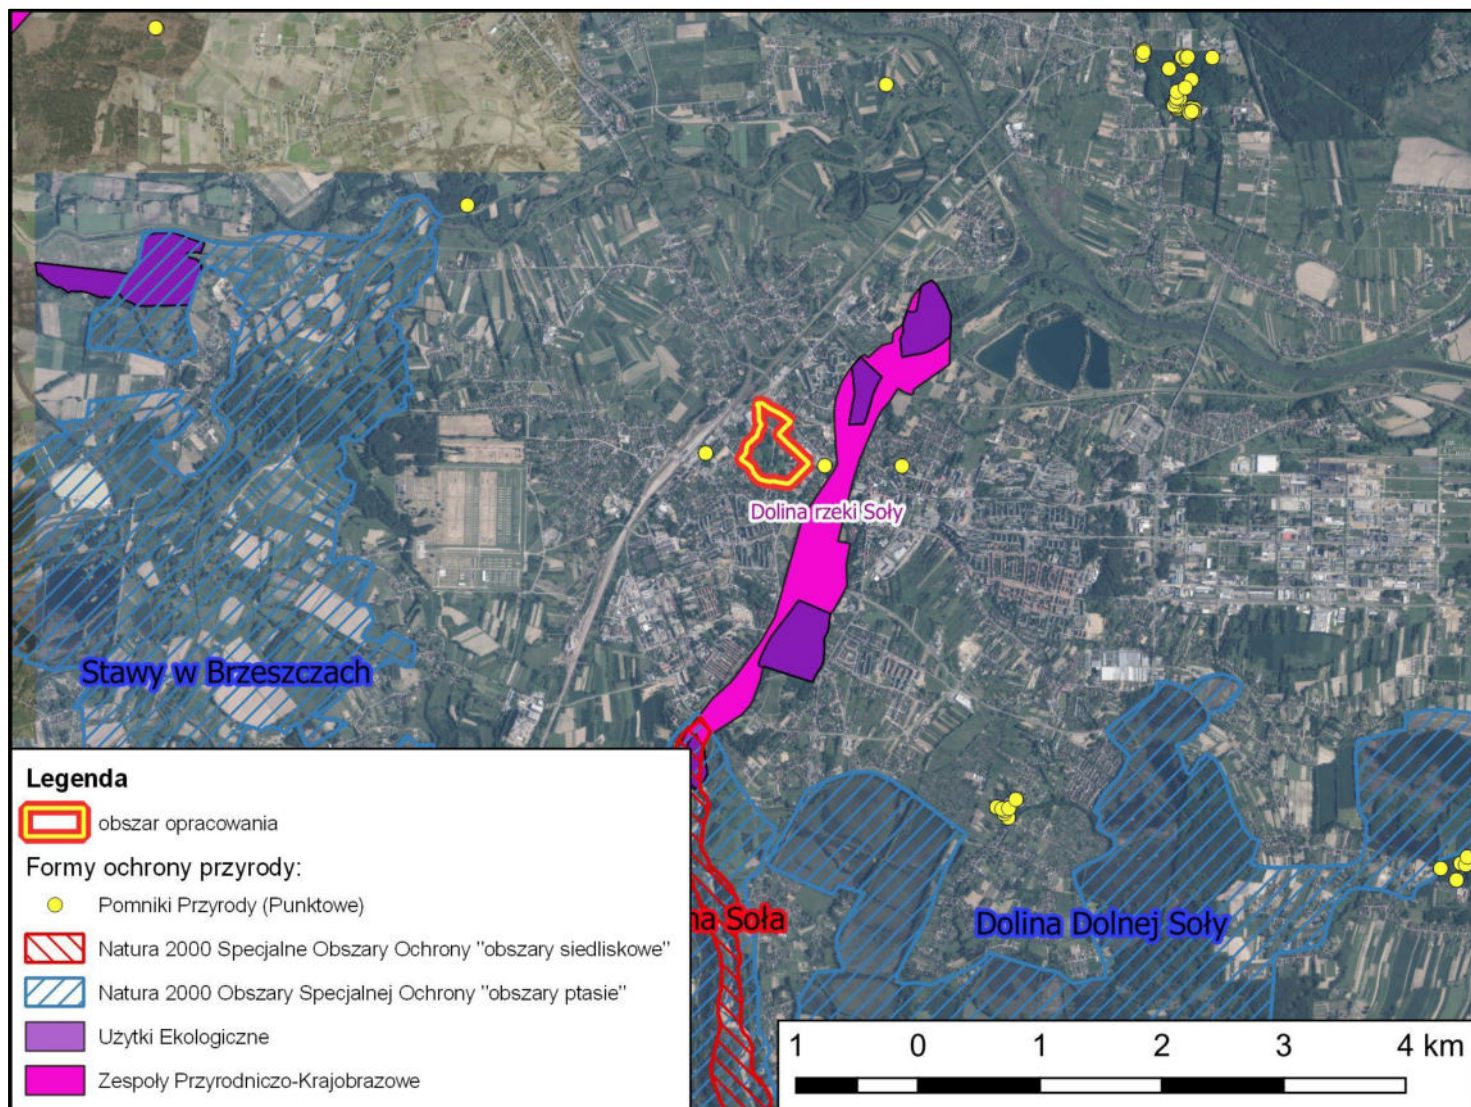 Dolina rzeki Soły
Stawy w Brzeszczach
na Soła
Dolina Dolnej Soły
Legenda
obszar opracowania
Formy ochrony przyrody:
Pomniki Przyrody (Punktowe)
Natura 2000 Specjalne Obszary Ochrony "obszary siedliskowe"
Natura 2000 Obszary Specjalnej Ochrony "obszary ptasie"
Użytki Ekologiczne
Zespoły Przyrodniczo-Krajobrazowe
1 0 1 2 3 4 km